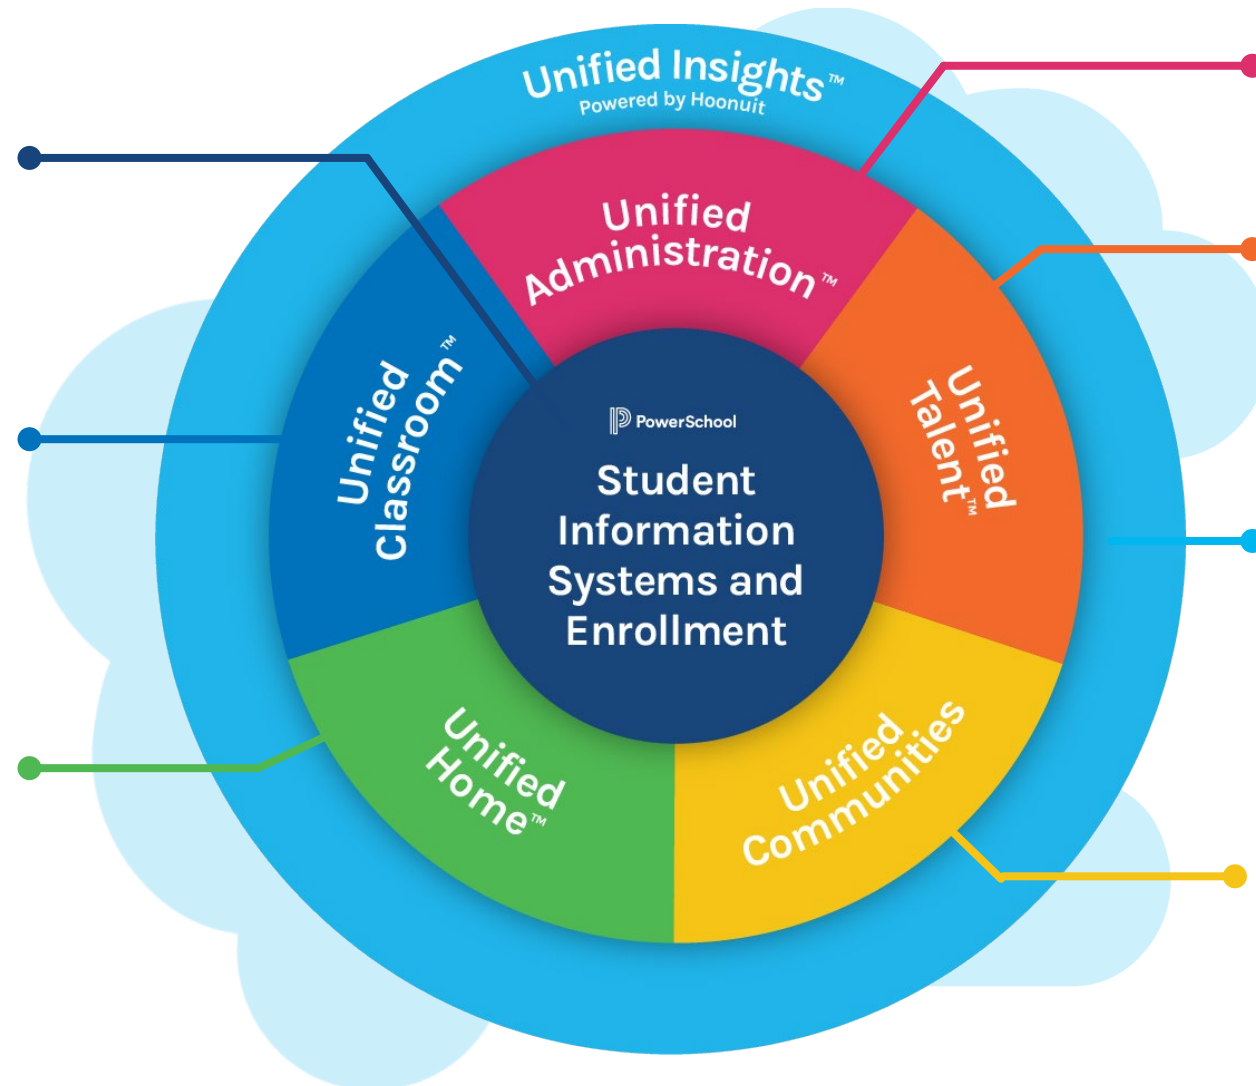 Unified Insights™
Powered by Hoonuit
Unified
Administration™
Unified
Talent™
Unified
Classroom™
PowerSchool
Student
Information
Systems and
Enrollment
Unified
Home™
Unified
Communities